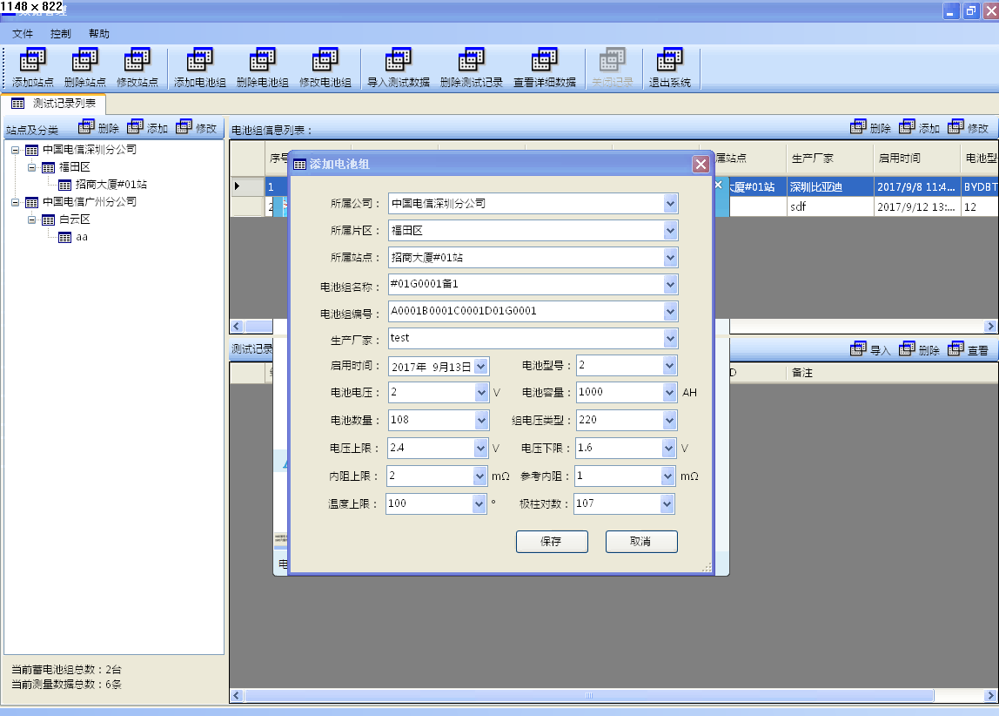 1148×822
数据管理
文件 控制 帮助
添加站点 删除站点 修改站点 添加电池组 删除电池组 修改电池组 导入测试数据 删除测试记录 查看详细数据 关闭记录 退出系统
测试记录列表
站点及分类 删除 添加 修改
电池组信息列表： 删除 添加 修改
中国电信深圳分公司
福田区
招商大厦#01站
中国电信广州分公司
白云区
aa
序号 属站点 生产厂家 启用时间 电池型
1 大厦#01站 深圳比亚迪 2017/9/8 11:4... BYDBT
2 sdf 2017/9/12 13:... 12
添加电池组
所属公司： 中国电信深圳分公司
所属片区： 福田区
所属站点： 招商大厦#01站
电池组名称： #01G0001备1
电池组编号： A0001B0001C0001D01G0001
生产厂家： test
启用时间： 2017年 9月13日 电池型号： 2
电池电压： 2 V 电池容量： 1000 AH
电池数量： 108 组电压类型： 220
电压上限： 2.4 V 电压下限： 1.6 V
内阻上限： 2 mΩ 参考内阻： 1 mΩ
温度上限： 100 ° 极柱对数： 107
保存 取消
测试记录 导入 删除 查看
D 备注
电
当前蓄电池组总数：2台
当前测量数据总数：6条